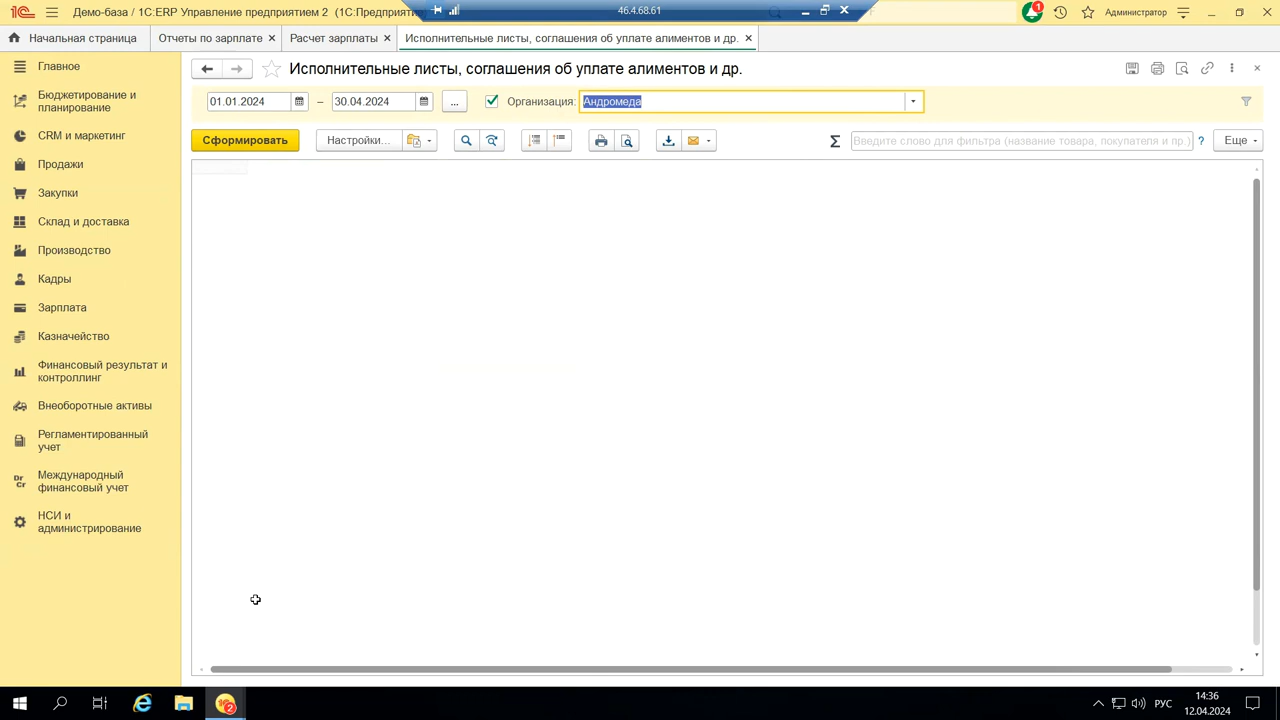 Демо-база / 1С:ERP Управление предприятием 2 (1С:Предприятие
46.4.68.61
1
Администратор
Начальная страница
Отчеты по зарплате
Расчет зарплаты
Исполнительные листы, соглашения об уплате алиментов и др.
Главное
Бюджетирование и
планирование
CRM и маркетинг
Продажи
Закупки
Склад и доставка
Производство
Кадры
Зарплата
Казначейство
Финансовый результат и
контроллинг
Внеоборотные активы
Регламентированный
учет
Dr
Cr
Международный
финансовый учет
НСИ и
администрирование
Исполнительные листы, соглашения об уплате алиментов и др.
01.01.2024 – 30.04.2024 ... Организация: Андромеда
Сформировать Настройки... Σ Введите слово для фильтра (название товара, покупателя и пр.) ? Еще
2
РУС
14:36
12.04.2024